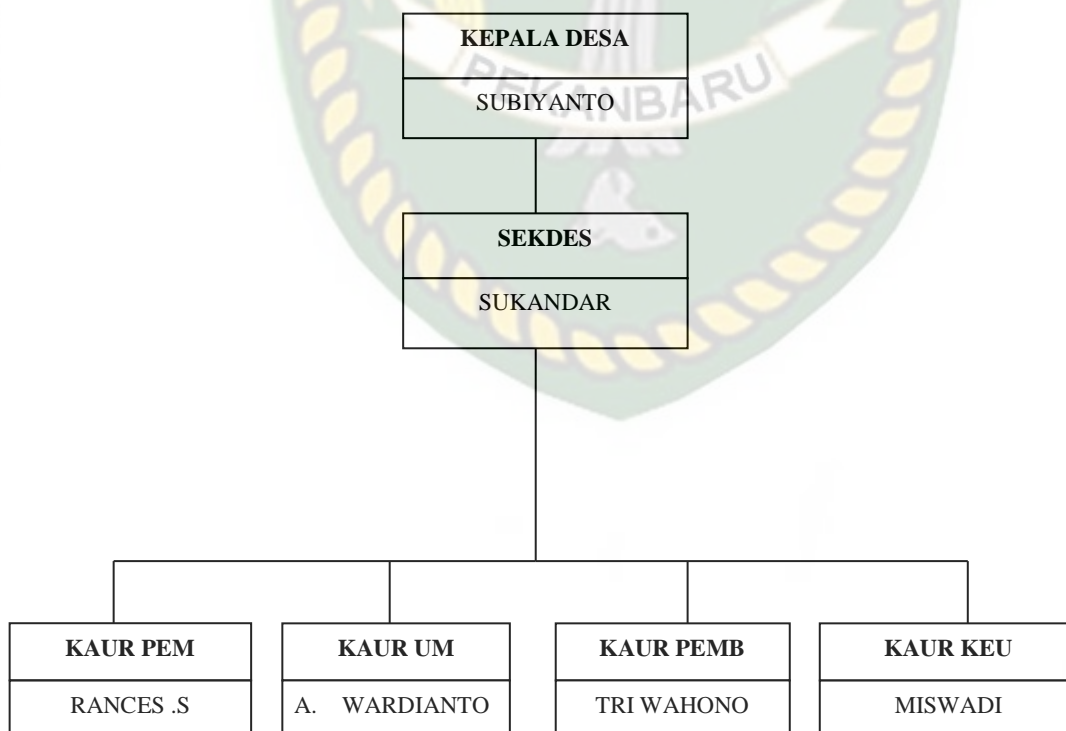 KEPALA DESA
PEKANBARU
SUBIYANTO
SEKDES
SUKANDAR
KAUR PEM
KAUR UM
KAUR PEMB
KAUR KEU
RANCES .S
A. WARDIANTO
TRI WAHONO
MISWADI